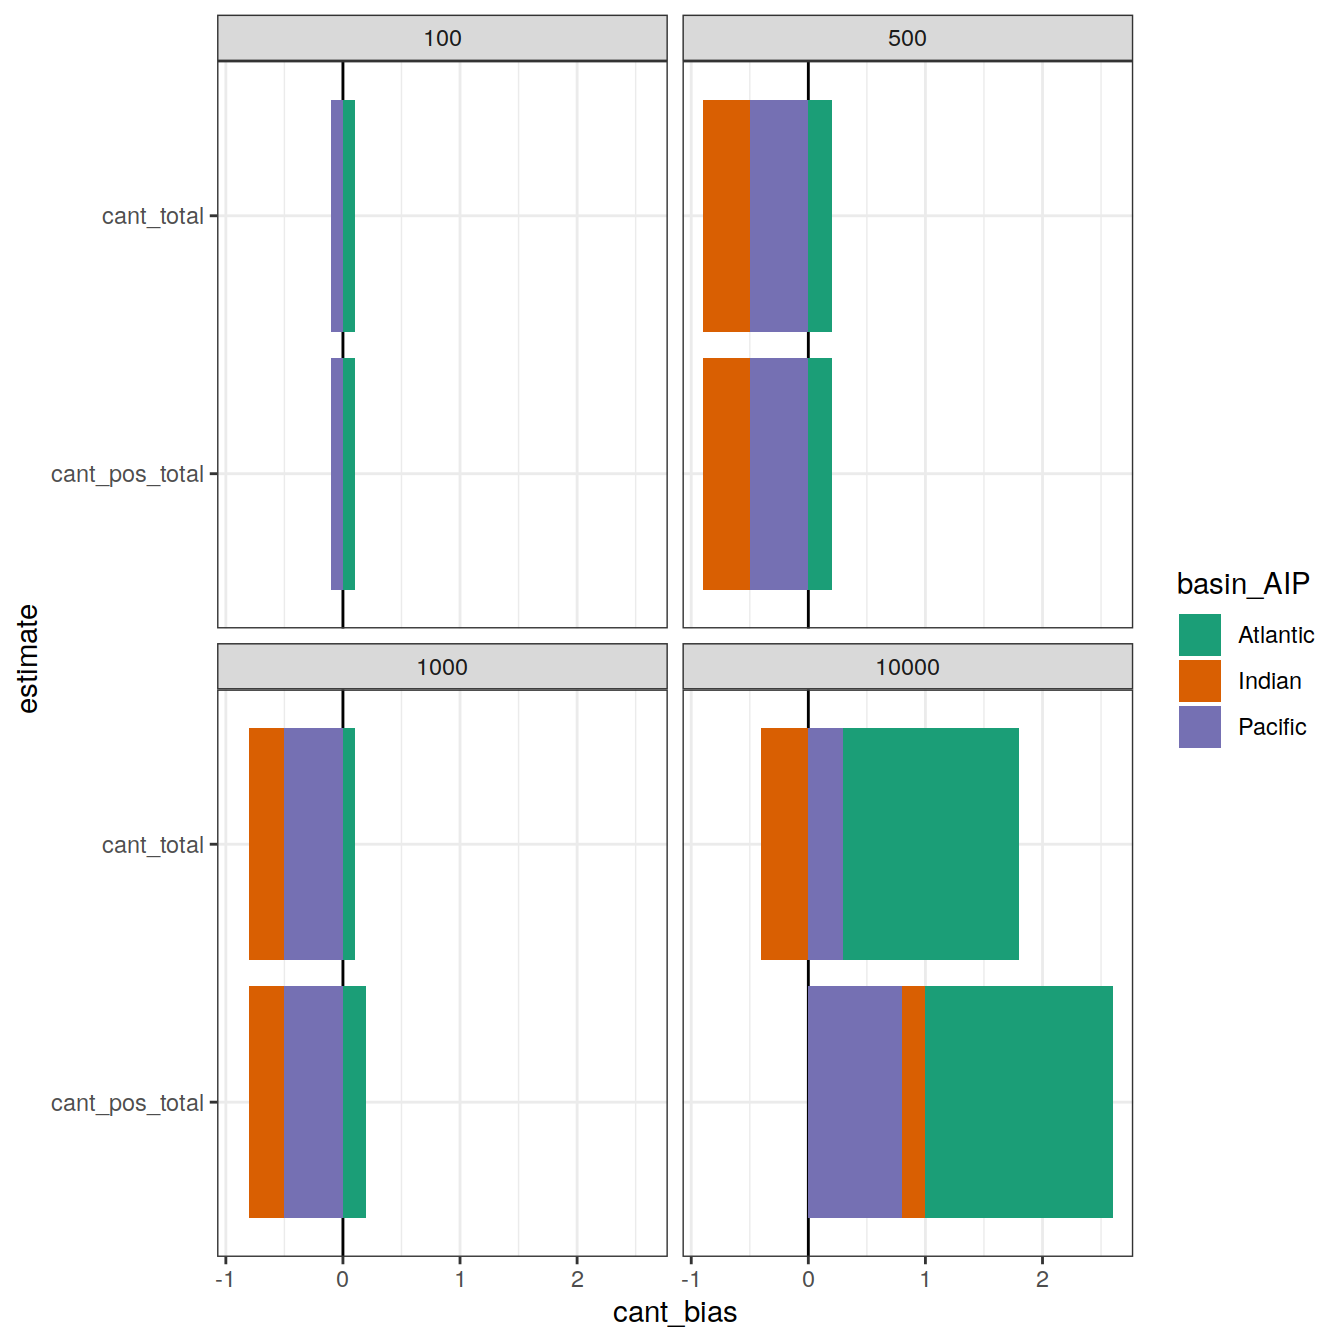 100
500
cant_total
cant_pos_total
1000
10000
cant_total
cant_pos_total
-1 0 1 2
-1 0 1 2
cant_bias
estimate
basin_AIP
Atlantic
Indian
Pacific